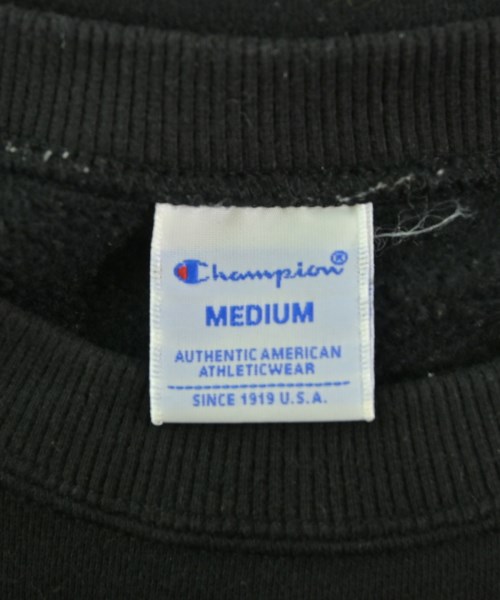 Champion®
MEDIUM
AUTHENTIC AMERICAN
ATHLETICWEAR
SINCE 1919 U.S.A.